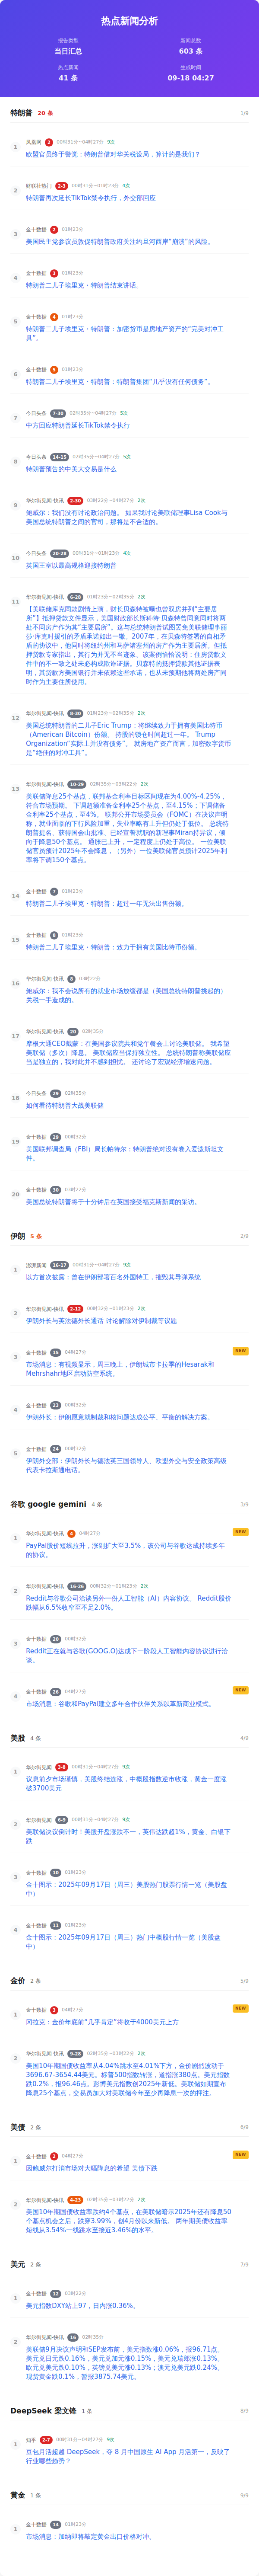 热点新闻分析
报告类型
新闻总数
当日汇总
603 条
热点新闻
生成时间
41 条
09-18 04:27
特朗普 20 条 1/9
1
凤凰网 2 00时31分~04时27分 9次
欧盟官员终于警觉：特朗普借对华关税设局，算计的是我们？
2
财联社热门 2-3 00时31分~01时23分 4次
特朗普再次延长TikTok禁令执行，外交部回应
3
金十数据 2 01时23分
美国民主党参议员敦促特朗普政府关注约旦河西岸“崩溃”的风险。
4
金十数据 3 01时23分
特朗普二儿子埃里克·特朗普结束讲话。
5
金十数据 4 01时23分
特朗普二儿子埃里克·特朗普：加密货币是房地产资产的“完美对冲工
具”。
6
金十数据 5 01时23分
特朗普二儿子埃里克·特朗普：特朗普集团“几乎没有任何债务”。
7
今日头条 7-30 02时35分~04时27分 5次
中方回应特朗普延长TikTok禁令执行
8
今日头条 14-15 02时35分~04时27分 5次
特朗普预告的中美大交易是什么
9
华尔街见闻-快讯 2-30 03时22分~04时27分 2次
鲍威尔：我们没有讨论政治问题。 如果我讨论美联储理事Lisa Cook与
美国总统特朗普之间的官司，那将是不合适的。
10
今日头条 20-28 00时31分~01时23分 4次
英国王室以最高规格迎接特朗普
11
华尔街见闻-快讯 6-28 01时23分~02时35分 2次
【美联储库克同款剧情上演，财长贝森特被曝也曾双房并列“主要居
所”】抵押贷款文件显示，美国财政部长斯科特·贝森特曾同意同时将两
处不同房产作为其“主要居所”。这与总统特朗普试图罢免美联储理事丽
莎·库克时援引的矛盾承诺如出一辙。2007年，在贝森特签署的自相矛
盾的协议中，他同时将纽约州和马萨诸塞州的房产作为主要居所。但抵
押贷款专家指出，其行为并无不当迹象。该案例恰恰说明：住房贷款文
件中的不一致之处未必构成欺诈证据。贝森特的抵押贷款其他证据表
明，其贷款方美国银行并未依赖这些承诺，也从未预期他将两处房产同
时作为主要住所使用。
12
华尔街见闻-快讯 8-30 01时23分~02时35分 2次
美国总统特朗普的二儿子Eric Trump：将继续致力于拥有美国比特币
（American Bitcoin）份额。 持股的锁仓时间超过一年。 Trump
Organization“实际上并没有债务”。 就房地产资产而言，加密数字货币
是“绝佳的对冲工具”。
13
华尔街见闻-快讯 10-29 02时35分~03时22分 2次
美联储降息25个基点，联邦基金利率目标区间现在为4.00%-4.25%，
符合市场预期。 下调超额准备金利率25个基点，至4.15%；下调储备
金利率25个基点，至4%。 联邦公开市场委员会（FOMC）在决议声明
称，就业面临的下行风险加重，失业率略有上升但仍处于低位。 总统特
朗普提名、获得国会山批准、已经宣誓就职的新理事Miran持异议，倾
向于降息50个基点。 通胀已上升，一定程度上仍处于高位。 一位美联
储官员预计2025年不会降息，（另外）一位美联储官员预计2025年利
率将下调150个基点。
14
金十数据 7 01时23分
特朗普二儿子埃里克·特朗普：超过一年无法出售份额。
15
金十数据 8 01时23分
特朗普二儿子埃里克·特朗普：致力于拥有美国比特币份额。
16
华尔街见闻-快讯 8 03时22分
鲍威尔：我不会说所有的就业市场放缓都是（美国总统特朗普挑起的）
关税一手造成的。
17
华尔街见闻-快讯 20 02时35分
摩根大通CEO戴蒙：在美国参议院共和党午餐会上讨论美联储。 我希望
美联储（多次）降息。 美联储应当保持独立性。 总统特朗普称美联储应
当是独立的，我对此并不感到担忧。 还讨论了宏观经济增速问题。
18
今日头条 29 02时35分
如何看待特朗普大战美联储
19
金十数据 29 00时32分
美国联邦调查局（FBI）局长帕特尔：特朗普绝对没有卷入爱泼斯坦文
件。
20
金十数据 30 03时22分
美国总统特朗普将于十分钟后在英国接受福克斯新闻的采访。
伊朗 5 条 2/9
1
澎湃新闻 16-17 00时31分~04时27分 9次
以方首次披露：曾在伊朗部署百名外国特工，摧毁其导弹系统
2
华尔街见闻-快讯 2-12 00时32分~01时23分 2次
伊朗外长与英法德外长通话 讨论解除对伊制裁等议题
3
金十数据 15 04时27分 NEW
市场消息：有视频显示，周三晚上，伊朗城市卡拉季的Hesarak和
Mehrshahr地区启动防空系统。
4
金十数据 23 00时32分
伊朗外长：伊朗愿意就制裁和核问题达成公平、平衡的解决方案。
5
金十数据 24 00时32分
伊朗外交部：伊朗外长与德法英三国领导人、欧盟外交与安全政策高级
代表卡拉斯通电话。
谷歌 google gemini 4 条 3/9
1
华尔街见闻-快讯 4 04时27分 NEW
PayPal股价短线拉升，涨副扩大至3.5%，该公司与谷歌达成持续多年
的协议。
2
华尔街见闻-快讯 16-26 00时32分~01时23分 2次
Reddit与谷歌公司洽谈另外一份人工智能（AI）内容协议。 Reddit股价
跌幅从6.5%收窄至不足2.0%。
3
金十数据 20 00时32分
Reddit正在就与谷歌(GOOG.O)达成下一阶段人工智能内容协议进行洽
谈。
4
金十数据 26 04时27分 NEW
市场消息：谷歌和PayPal建立多年合作伙伴关系以革新商业模式。
美股 4 条 4/9
1
华尔街见闻 3-8 00时31分~04时27分 9次
议息前夕市场谨慎，美股终结连涨，中概股指数逆市收涨，黄金一度涨
破3700美元
2
华尔街见闻 6-9 00时31分~04时27分 9次
美联储决议倒计时！美股开盘涨跌不一，英伟达跌超1%，黄金、白银下
跌
3
金十数据 10 01时23分
金十图示：2025年09月17日（周三）美股热门股票行情一览（美股盘
中）
4
金十数据 11 01时23分
金十图示：2025年09月17日（周三）热门中概股行情一览（美股盘
中）
金价 2 条 5/9
1
金十数据 3 04时27分 NEW
冈拉克：金价年底前“几乎肯定”将收于4000美元上方
2
华尔街见闻-快讯 9-28 02时35分~03时22分 2次
美国10年期国债收益率从4.04%跳水至4.01%下方，金价剧烈波动于
3696.67-3654.44美元。标普500指数转涨，道指涨380点。美元指数
跌0.2%，报96.46点。彭博美元指数创2025年新低。美联储如期宣布
降息25个基点，交易员加大对美联储今年至少再降息一次的押注。
美债 2 条 6/9
1
金十数据 2 04时27分 NEW
因鲍威尔打消市场对大幅降息的希望 美债下跌
2
华尔街见闻-快讯 4-23 02时35分~03时22分 2次
美国10年期国债收益率跌约4个基点，在美联储暗示2025年还有降息50
个基点机会之后，跌穿3.99%，创4月份以来新低。 两年期美债收益率
短线从3.54%一线跳水至接近3.46%的水平。
美元 2 条 7/9
1
金十数据 12 03时22分
美元指数DXY站上97，日内涨0.36%。
2
华尔街见闻-快讯 16 02时35分
美联储9月决议声明和SEP发布前，美元指数涨0.06%，报96.71点。
美元兑日元跌0.16%，美元兑加元涨0.15%，美元兑瑞郎涨0.13%。
欧元兑美元跌0.10%，英镑兑美元涨0.13%；澳元兑美元跌0.24%。
现货黄金跌0.1%，暂报3875.74美元。
DeepSeek 梁文锋 1 条 8/9
1
知乎 2-7 00时31分~04时27分 9次
豆包月活超越 DeepSeek，夺 8 月中国原生 AI App 月活第一，反映了
行业哪些趋势？
黄金 1 条 9/9
1
金十数据 14 01时23分
市场消息：加纳即将敲定黄金出口价格对冲。